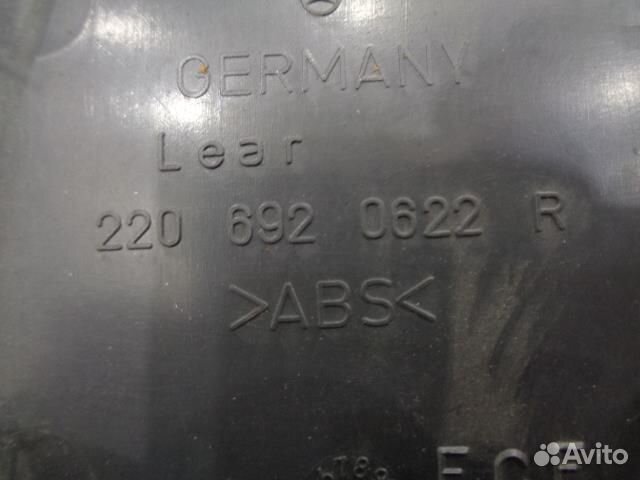 GERMANY
Lear
220 692 0622 R
>ABS<
Avito